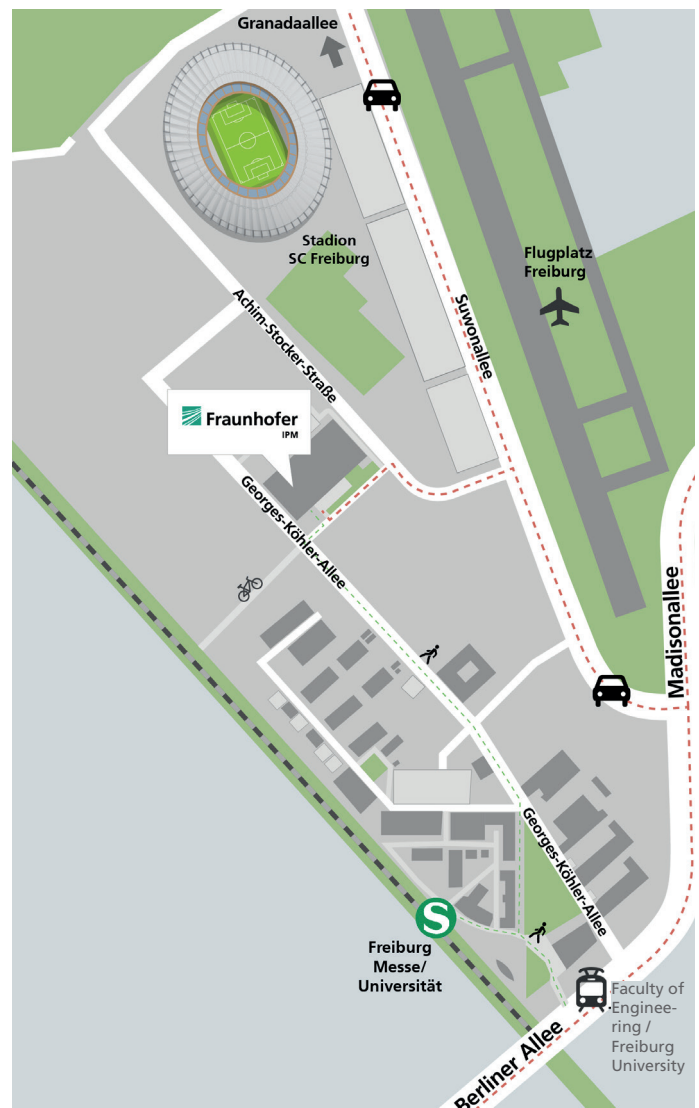 Granadaallee
Stadion
SC Freiburg
Flugplatz
Freiburg
Suwonallee
Achim-Stocker-Straße
Fraunhofer
IPM
Georges-Köhler-Allee
Madisonallee
Georges-Köhler-Allee
S
Freiburg
Messe/
Universität
Faculty of
Enginee-
ring /
Freiburg
University
Berliner Allee